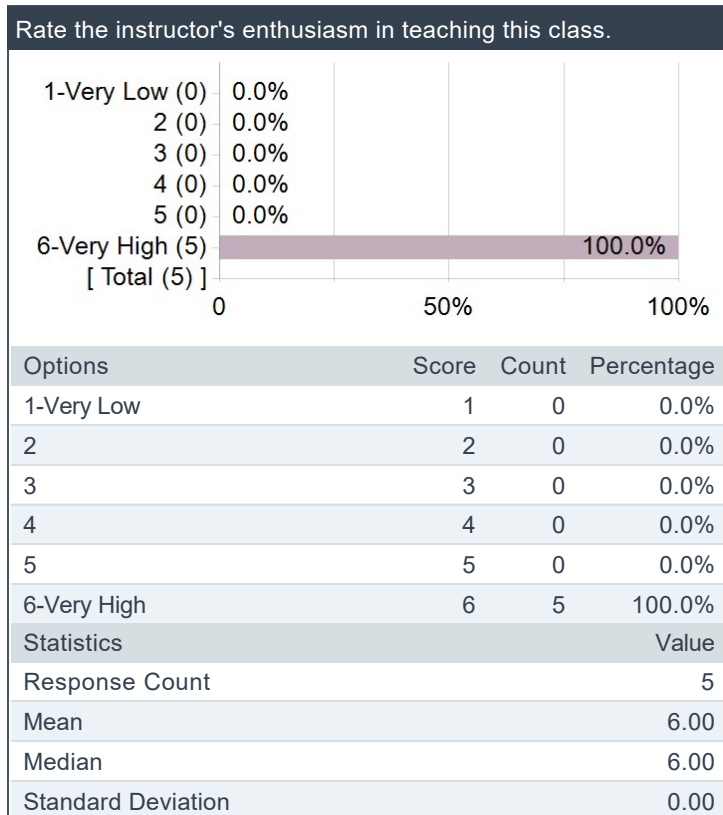 Rate the instructor's enthusiasm in teaching this class.
1-Very Low (0) 0.0%
2 (0) 0.0%
3 (0) 0.0%
4 (0) 0.0%
5 (0) 0.0%
6-Very High (5) 100.0%
[ Total (5) ]
0 50% 100%
Options Score Count Percentage
1-Very Low 1 0 0.0%
2 2 0 0.0%
3 3 0 0.0%
4 4 0 0.0%
5 5 0 0.0%
6-Very High 6 5 100.0%
Statistics Value
Response Count 5
Mean 6.00
Median 6.00
Standard Deviation 0.00